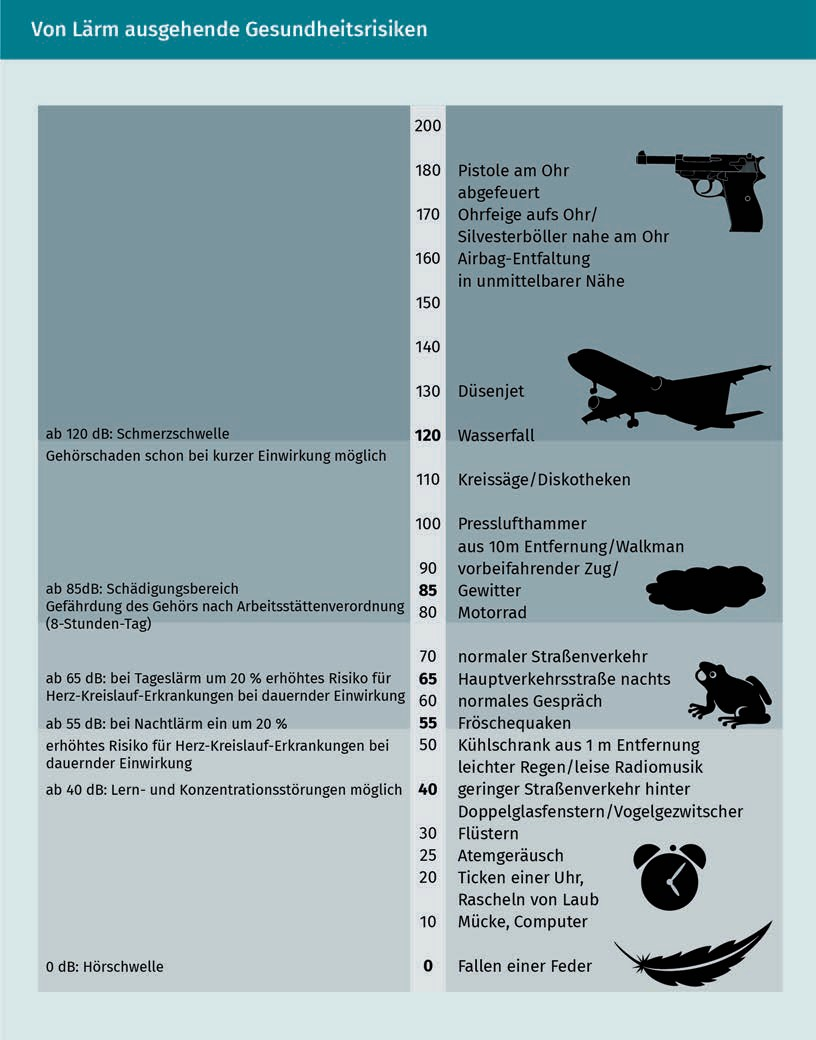 Von Lärm ausgehende Gesundheitsrisiken
200
180 Pistole am Ohr
abgefeuert
170 Ohrfeige aufs Ohr/
Silvesterböller nahe am Ohr
160 Airbag-Entfaltung
in unmittelbarer Nähe
150
140
130 Düsenjet
ab 120 dB: Schmerzschwelle 120 Wasserfall
Gehörschaden schon bei kurzer Einwirkung möglich
110 Kreissäge/Diskotheken
100 Presslufthammer
aus 10m Entfernung/Walkman
90 vorbeifahrender Zug/
ab 85dB: Schädigungsbereich 85 Gewitter
Gefährdung des Gehörs nach Arbeitsstättenverordnung 80 Motorrad
(8-Stunden-Tag)
70 normaler Straßenverkehr
ab 65 dB: bei Tageslärm um 20 % erhöhtes Risiko für 65 Hauptverkehrsstraße nachts
Herz-Kreislauf-Erkrankungen bei dauernder Einwirkung 60 normales Gespräch
ab 55 dB: bei Nachtlärm ein um 20 % 55 Fröschequaken
erhöhtes Risiko für Herz-Kreislauf-Erkrankungen bei 50 Kühlschrank aus 1 m Entfernung
dauernder Einwirkung leichter Regen/leise Radiomusik
ab 40 dB: Lern- und Konzentrationsstörungen möglich 40 geringer Straßenverkehr hinter
Doppelglasfenstern/Vogelgezwitscher
30 Flüstern
25 Atemgeräusch
20 Ticken einer Uhr,
Rascheln von Laub
10 Mücke, Computer
0 dB: Hörschwelle 0 Fallen einer Feder